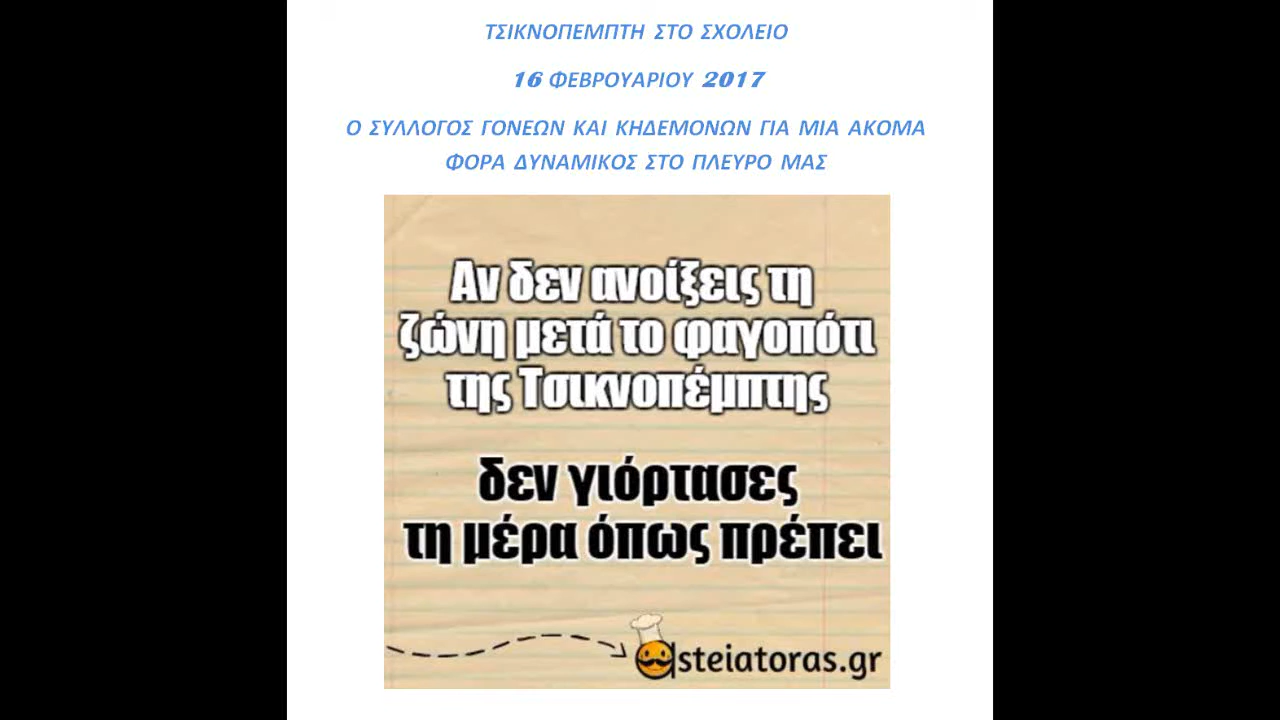 ΤΣΙΚΝΟΠΕΜΠΤΗ ΣΤΟ ΣΧΟΛΕΙΟ
16 ΦΕΒΡΟΥΑΡΙΟΥ 2017
Ο ΣΥΛΛΟΓΟΣ ΓΟΝΕΩΝ ΚΑΙ ΚΗΔΕΜΟΝΩΝ ΓΙΑ ΜΙΑ ΑΚΟΜΑ
ΦΟΡΑ ΔΥΝΑΜΙΚΟΣ ΣΤΟ ΠΛΕΥΡΟ ΜΑΣ
Αν δεν ανοίξεις τη
ζώνη μετά το φαγοπότι
της Τσικνοπέμπτης
δεν γιόρτασες
τη μέρα όπως πρέπει
asteiatoras.gr